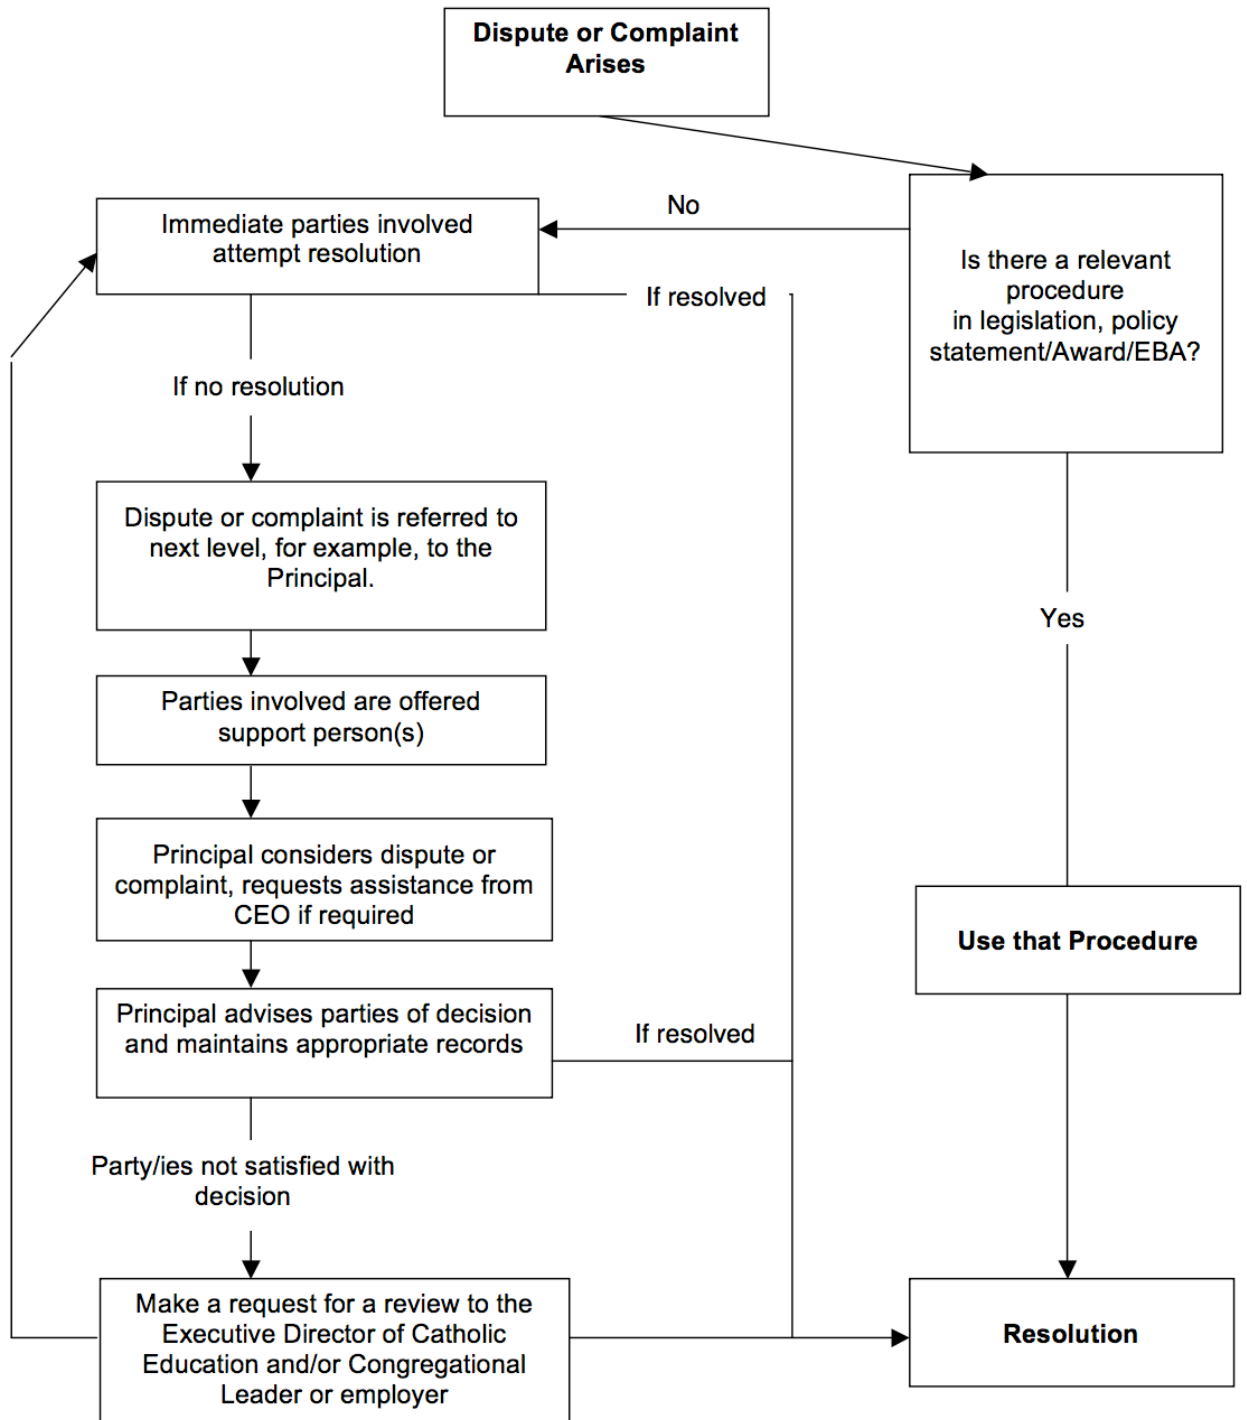 Dispute or Complaint
Arises
No
Immediate parties involved
attempt resolution
Is there a relevant
procedure
in legislation, policy
statement/Award/EBA?
If resolved
If no resolution
Dispute or complaint is referred to
next level, for example, to the
Principal.
Yes
Parties involved are offered
support person(s)
Principal considers dispute or
complaint, requests assistance from
CEO if required
Use that Procedure
Principal advises parties of decision
and maintains appropriate records
If resolved
Party/ies not satisfied with
decision
Make a request for a review to the
Executive Director of Catholic
Education and/or Congregational
Leader or employer
Resolution